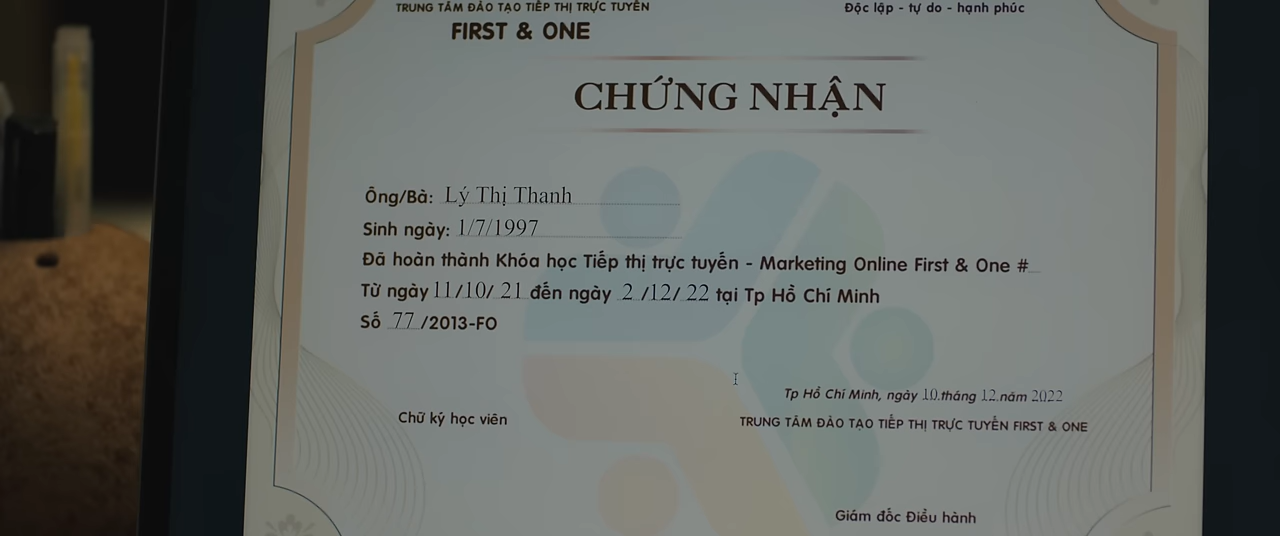 TRUNG TÂM ĐÀO TẠO TIẾP THỊ TRỰC TUYẾN
FIRST & ONE
Độc lập - tự do - hạnh phúc
CHỨNG NHẬN
Ông/Bà: Lý Thị Thanh
Sinh ngày: 1/7/1997
Đã hoàn thành Khóa học Tiếp thị trực tuyến - Marketing Online First & One #
Từ ngày 11/10/ 21 đến ngày 2 /12/ 22 tại Tp Hồ Chí Minh
Số 77 /2013-FO
Tp Hồ Chí Minh, ngày 10 tháng 12 năm 2022
Chữ ký học viên
TRUNG TÂM ĐÀO TẠO TIẾP THỊ TRỰC TUYẾN FIRST & ONE
Giám đốc Điều hành